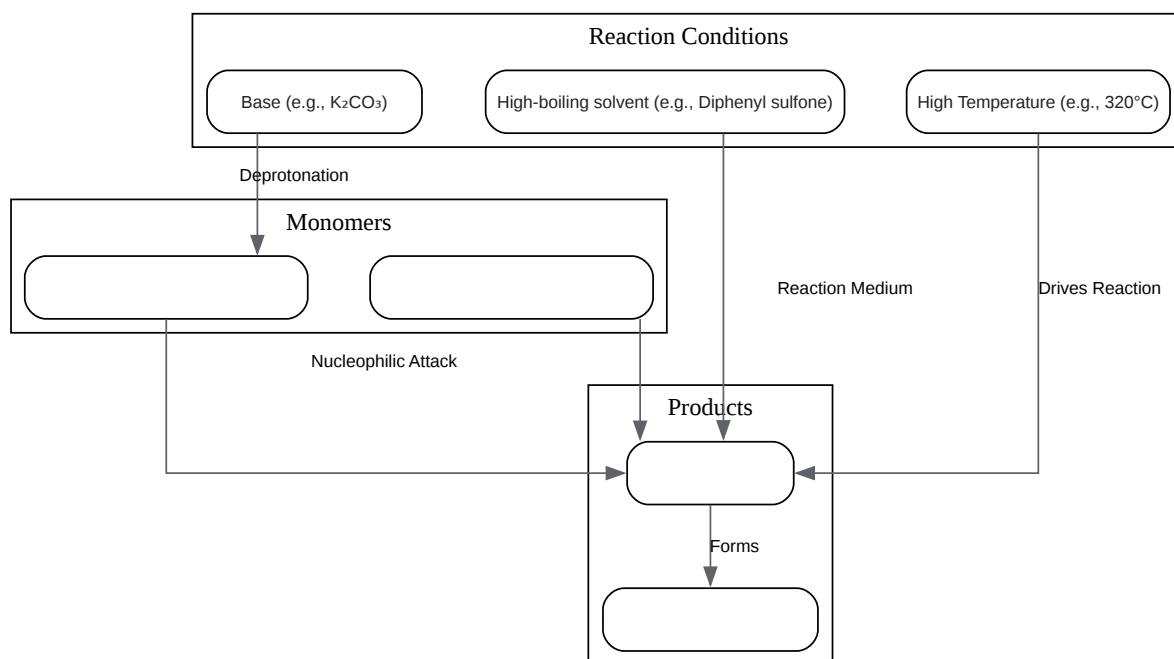 Reaction Conditions
Base (e.g., K₂CO₃)
High-boiling solvent (e.g., Diphenyl sulfone)
High Temperature (e.g., 320°C)
Deprotonation
Monomers
Reaction Medium
Drives Reaction
Nucleophilic Attack
Products
Forms